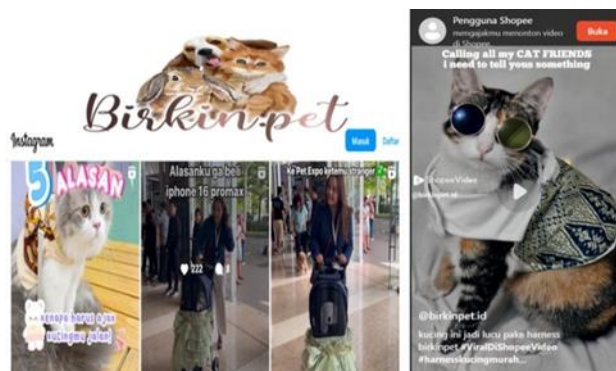 Birkin.pet
Instagram
Masuk
Daftar
5
ALASAN
kenapa harus ajak
kucingmu jalan!
Alasanku ga beli
iphone 16 promax
222
Ke Pet Expo ketemu stranger
Pengguna Shopee
mengajakmu menonton video
di Shopee
Buka
Calling all my CAT FRIENDS
i need to tell yous something
ShopeeVideo
@birkinpet.id
@birkinpet.id
kucing ini jadi lucu pake harness
birkinpet #ViralDiShopeeVideo
#harnesskucingmurah...